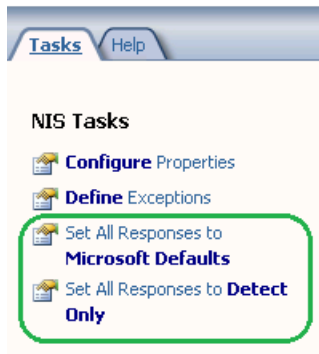 Tasks Help
NIS Tasks
Configure Properties
Define Exceptions
Set All Responses to
Microsoft Defaults
Set All Responses to Detect
Only